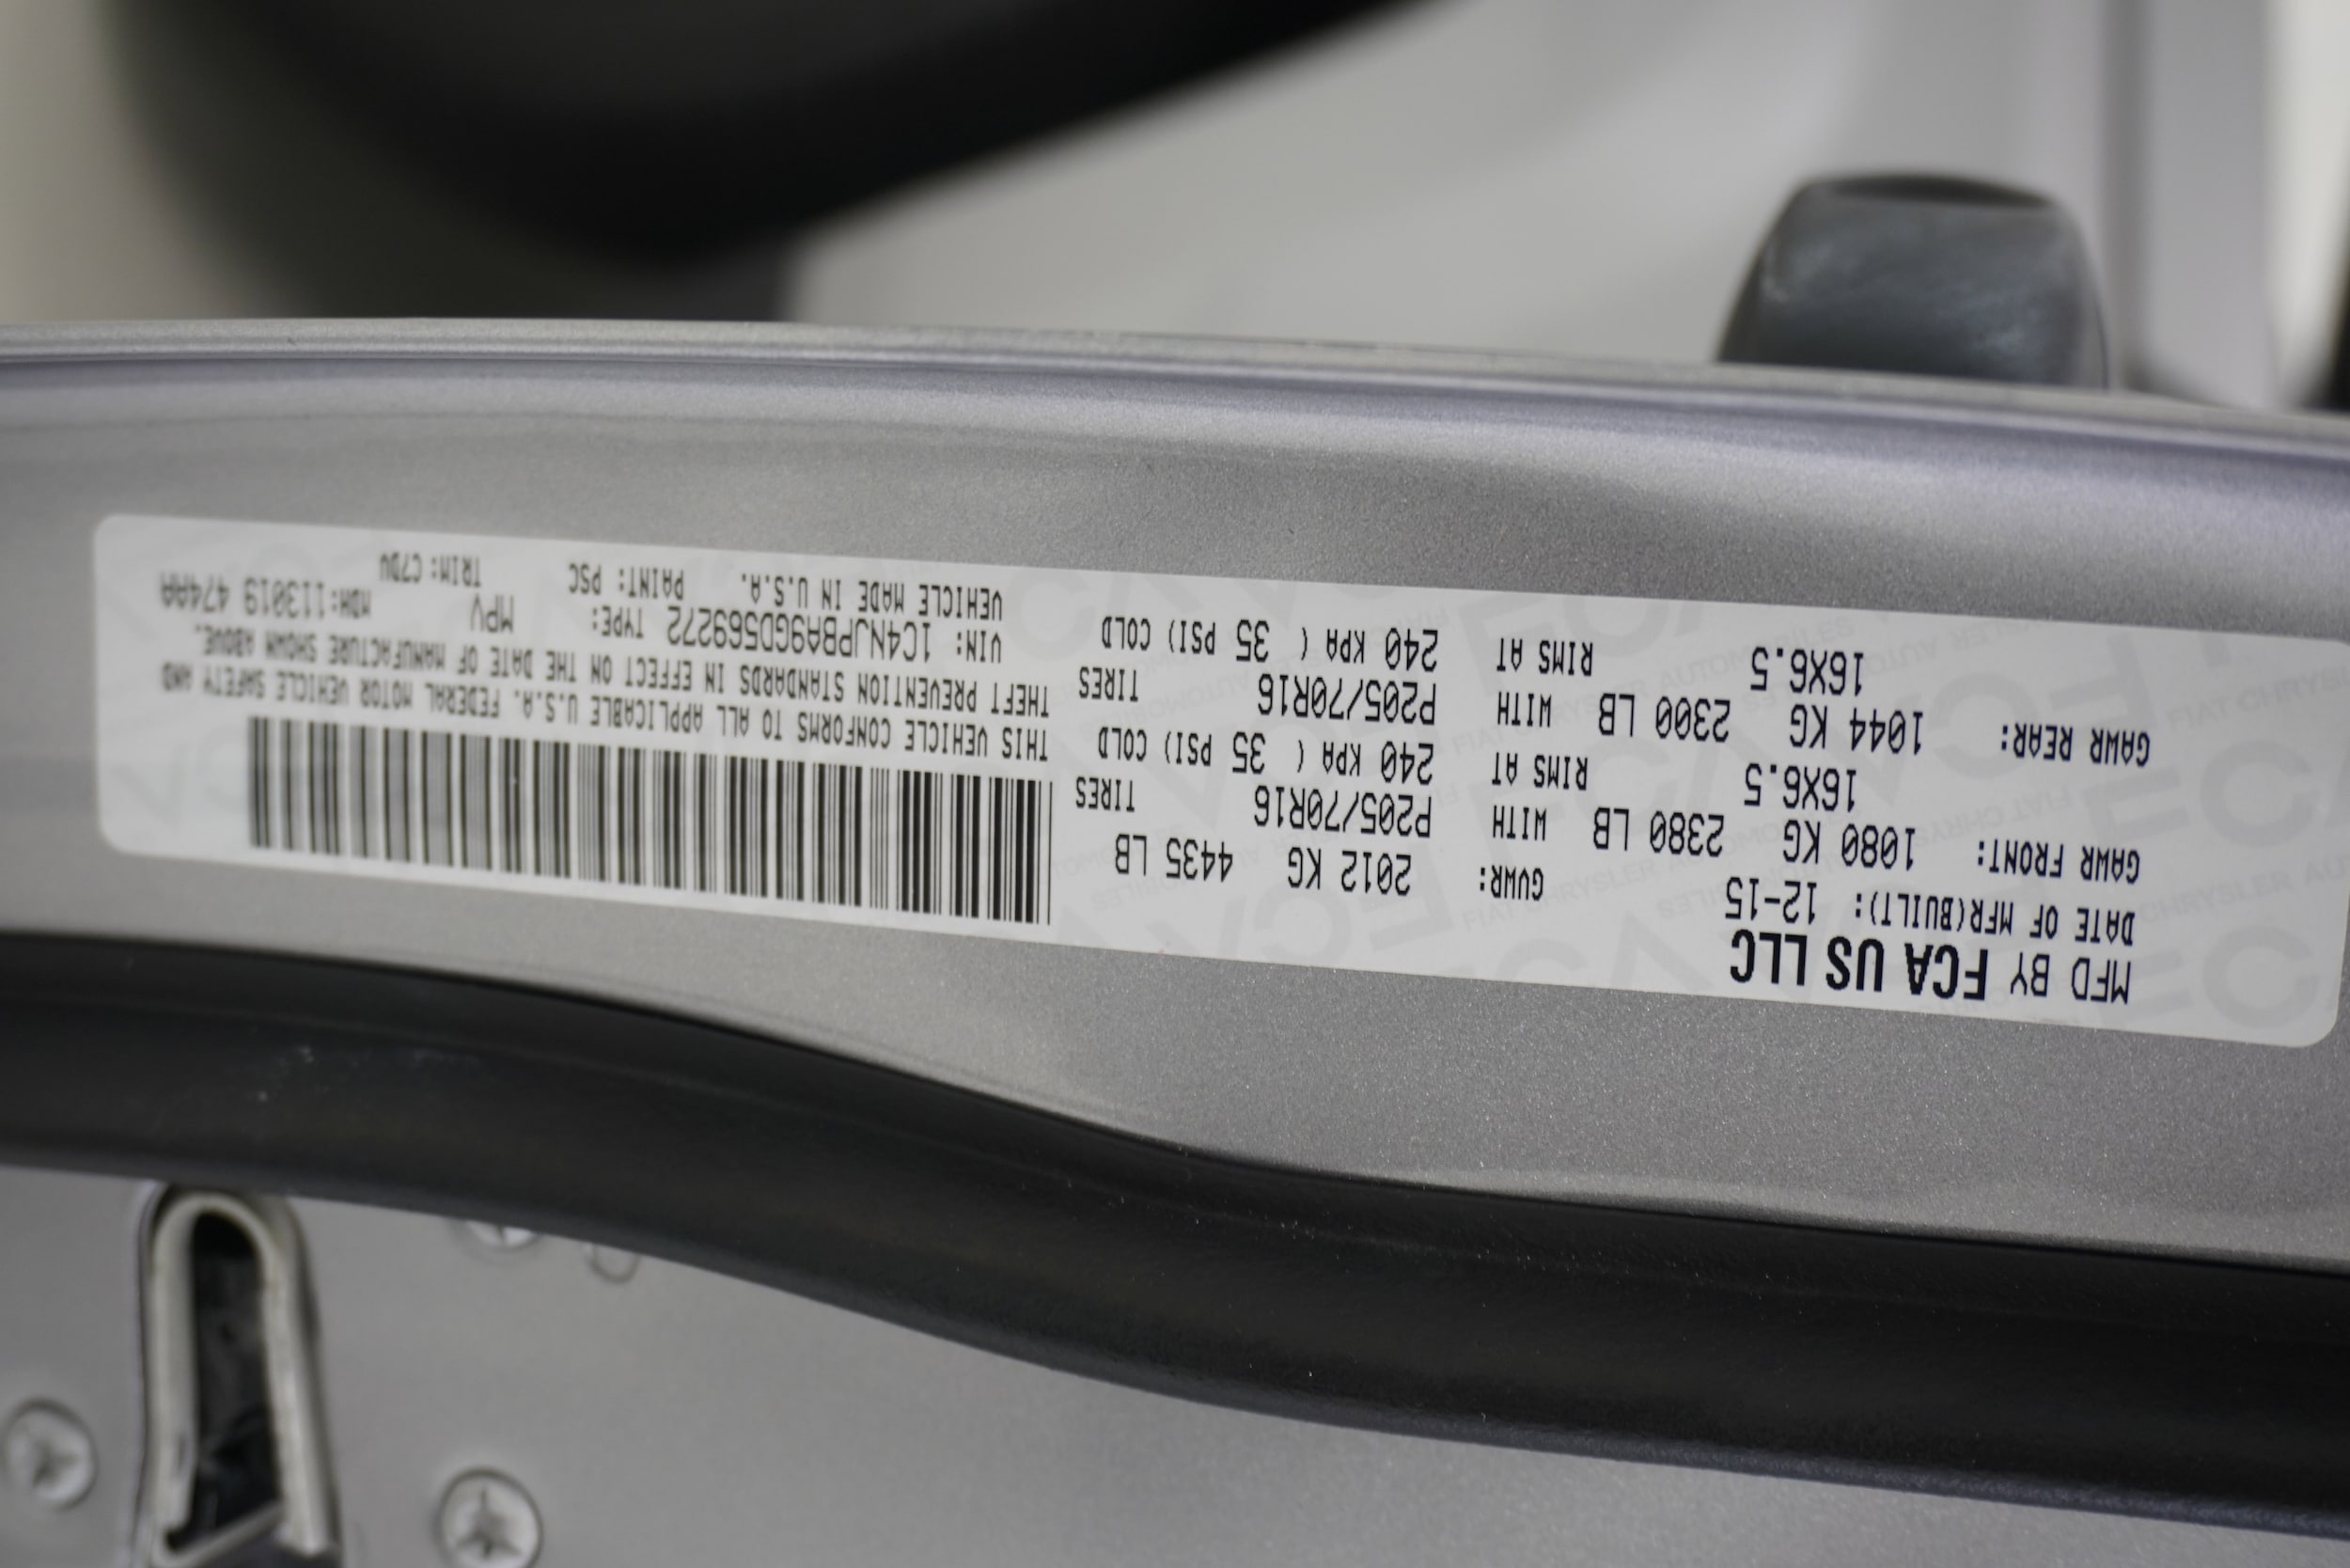 MFD BY FCA US LLC
DATE OF MFR(BUILT): 12-15 GVWR: 2012 KG 4435 LB
GAWR FRONT: 1080 KG 2380 LB WITH P205/70R16 TIRES
16X6.5 RIMS AT 240 KPA ( 35 PSI) COLD
GAWR REAR: 1044 KG 2300 LB WITH P205/70R16 TIRES
16X6.5 RIMS AT 240 KPA ( 35 PSI) COLD
THIS VEHICLE CONFORMS TO ALL APPLICABLE U.S.A. FEDERAL MOTOR VEHICLE SAFETY AND
THEFT PREVENTION STANDARDS IN EFFECT ON THE DATE OF MANUFACTURE SHOWN ABOVE.
VIN: 1C4NJPBA9GD569272 TYPE: MPV MDH:113019 474AA
VEHICLE MADE IN U.S.A. PAINT: PSC TRIM: C7DV